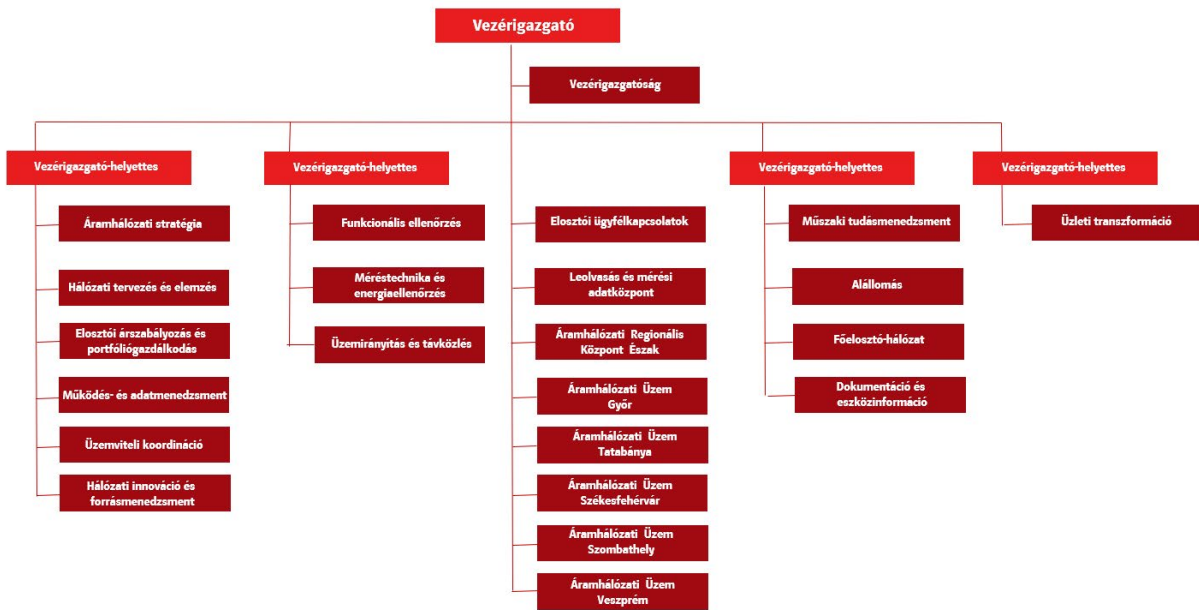 Vezérigazgató
Vezérigazgatóság
Vezérigazgató-helyettes
Áramhálózati stratégia
Hálózati tervezés és elemzés
Elosztói árszabályozás és
portfóliógazdálkodás
Működés- és adatmenedzsment
Üzemviteli koordináció
Hálózati innováció és
forrásmenedzsment
Vezérigazgató-helyettes
Funkcionális ellenőrzés
Méréstechnika és
energiaellenőrzés
Üzemirányítás és távközlés
Elosztói ügyfélkapcsolatok
Leolvasás és mérési
adatközpont
Áramhálózati Regionális
Központ Észak
Áramhálózati Üzem
Győr
Áramhálózati Üzem
Tatabánya
Áramhálózati Üzem
Székesfehérvár
Áramhálózati Üzem
Szombathely
Áramhálózati Üzem
Veszprém
Vezérigazgató-helyettes
Műszaki tudásmenedzsment
Alállomás
Főelosztó-hálózat
Dokumentáció és
eszközinformáció
Vezérigazgató-helyettes
Üzleti transzformáció